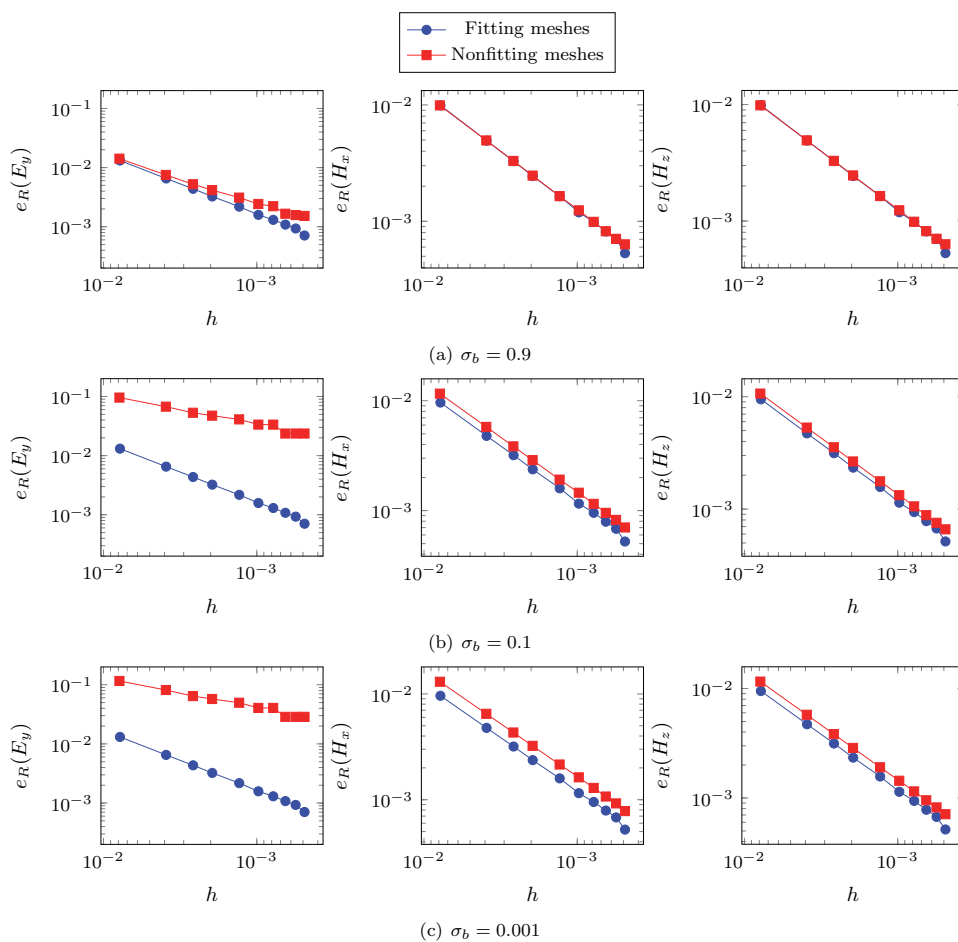 Fitting meshes
Nonfitting meshes
10⁻¹
10⁻²
10⁻³
e_R(E_y)
10⁻²
10⁻³
h
10⁻²
10⁻³
e_R(H_x)
10⁻²
10⁻³
h
10⁻²
10⁻³
e_R(H_z)
10⁻²
10⁻³
h
(a) σ_b = 0.9
10⁻¹
10⁻²
10⁻³
e_R(E_y)
10⁻²
10⁻³
h
10⁻²
10⁻³
e_R(H_x)
10⁻²
10⁻³
h
10⁻²
10⁻³
e_R(H_z)
10⁻²
10⁻³
h
(b) σ_b = 0.1
10⁻¹
10⁻²
10⁻³
e_R(E_y)
10⁻²
10⁻³
h
10⁻²
10⁻³
e_R(H_x)
10⁻²
10⁻³
h
10⁻²
10⁻³
e_R(H_z)
10⁻²
10⁻³
h
(c) σ_b = 0.001